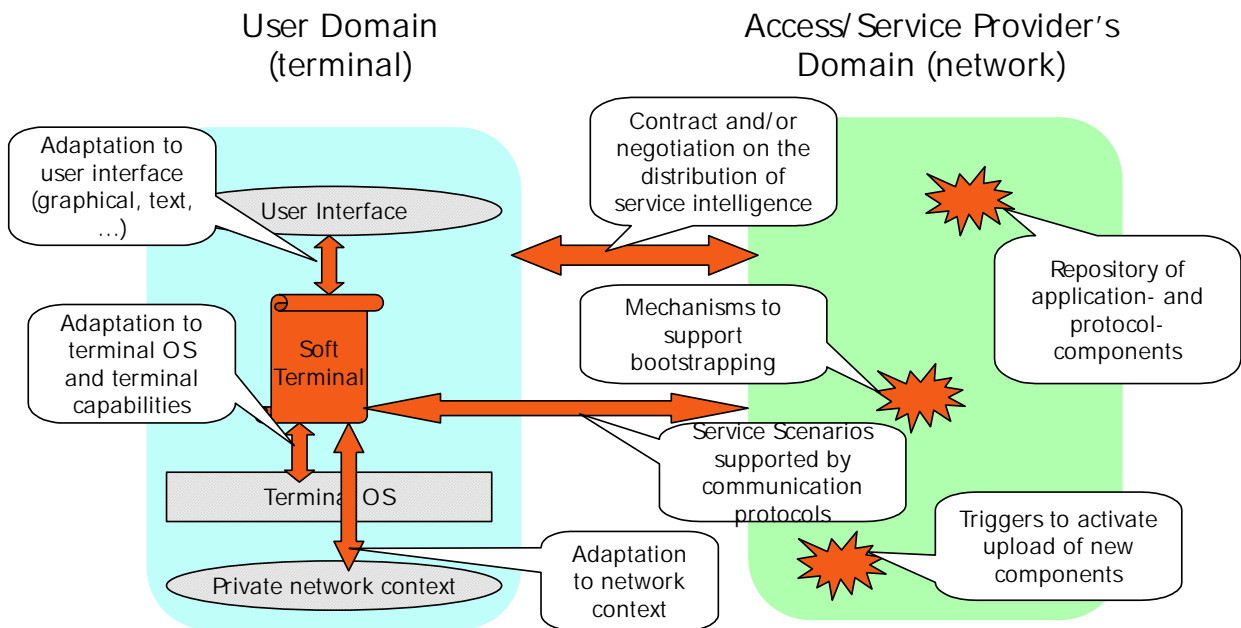 User Domain
(terminal)
Access/Service Provider's
Domain (network)
Adaptation to
user interface
(graphical, text,
…)
User Interface
Contract and/or
negotiation on the
distribution of
service intelligence
Repository of
application- and
protocol-
components
Adaptation to
terminal OS
and terminal
capabilities
Soft
Terminal
Mechanisms to
support
bootstrapping
Service Scenarios
supported by
communication
protocols
Terminal OS
Triggers to activate
upload of new
components
Adaptation
to network
context
Private network context